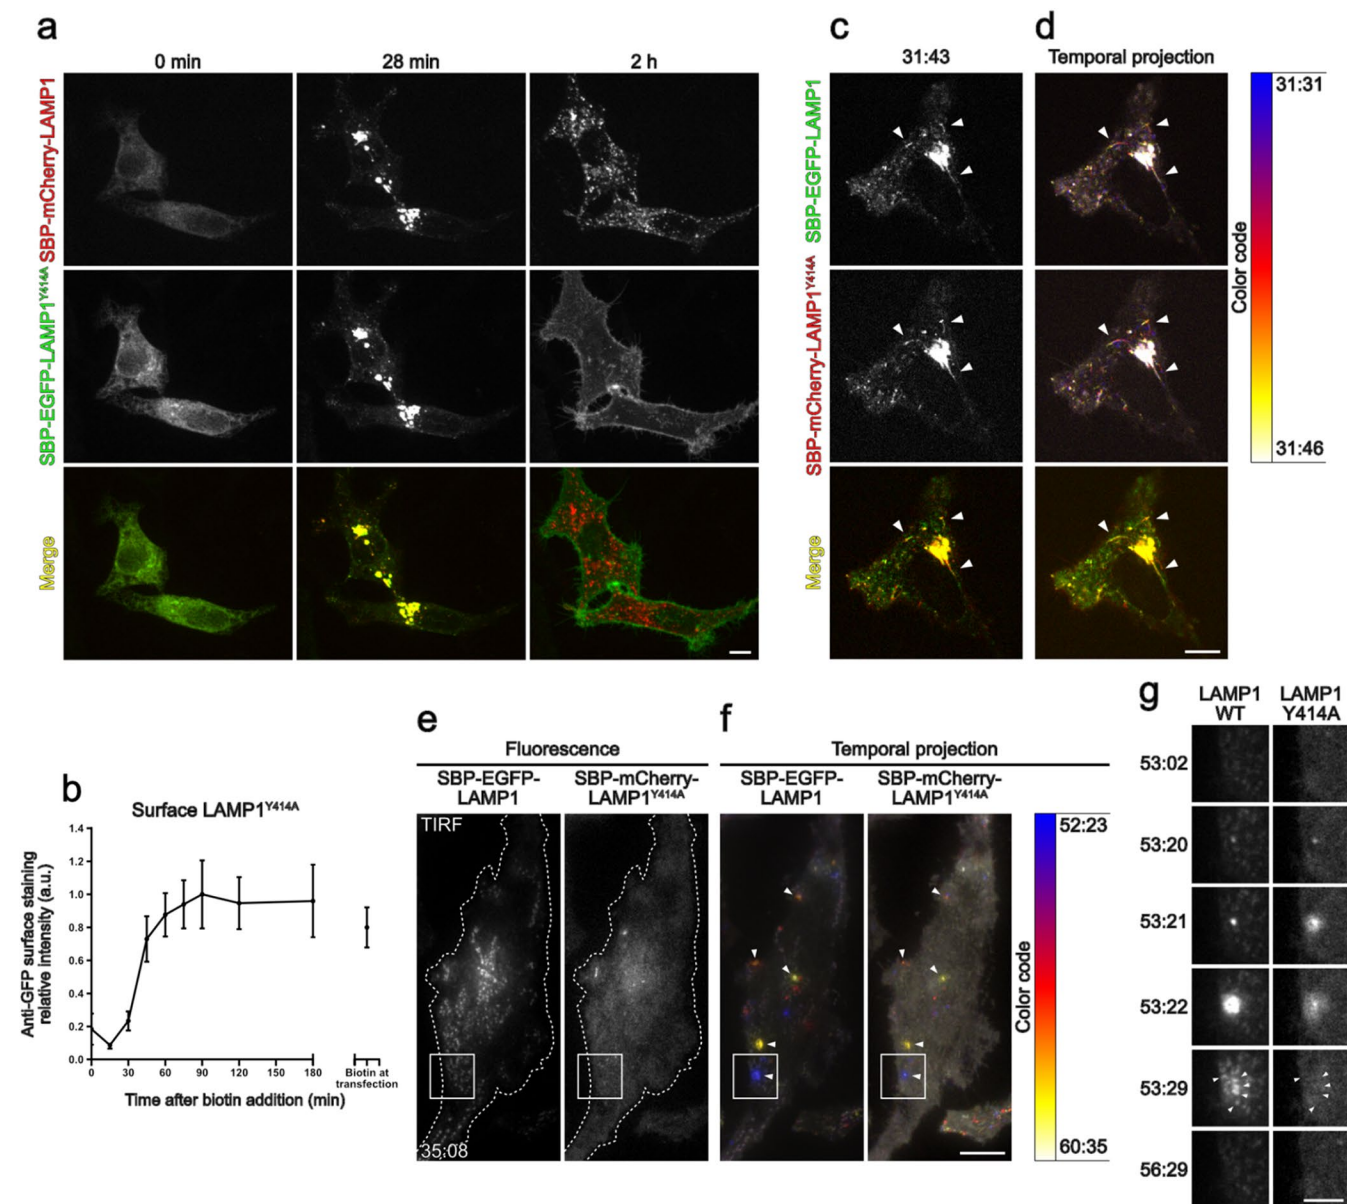 a
0 min
28 min
2 h
SBP-mCherry-LAMP1
SBP-EGFP-LAMP1Y414A
Merge
c
31:43
SBP-EGFP-LAMP1
SBP-mCherry-LAMP1Y414A
Merge
d
Temporal projection
Color code
31:31
31:46
b
Surface LAMP1Y414A
Anti-GFP surface staining
relative intensity (a.u.)
1.4
1.2
1.0
0.8
0.6
0.4
0.2
0.0
0
30
60
90
120
150
180
Biotin at
transfection
Time after biotin addition (min)
e
Fluorescence
SBP-EGFP-
LAMP1
SBP-mCherry-
LAMP1Y414A
TIRF
35:08
f
Temporal projection
SBP-EGFP-
LAMP1
SBP-mCherry-
LAMP1Y414A
Color code
52:23
60:35
g
LAMP1
WT
LAMP1
Y414A
53:02
53:20
53:21
53:22
53:29
56:29